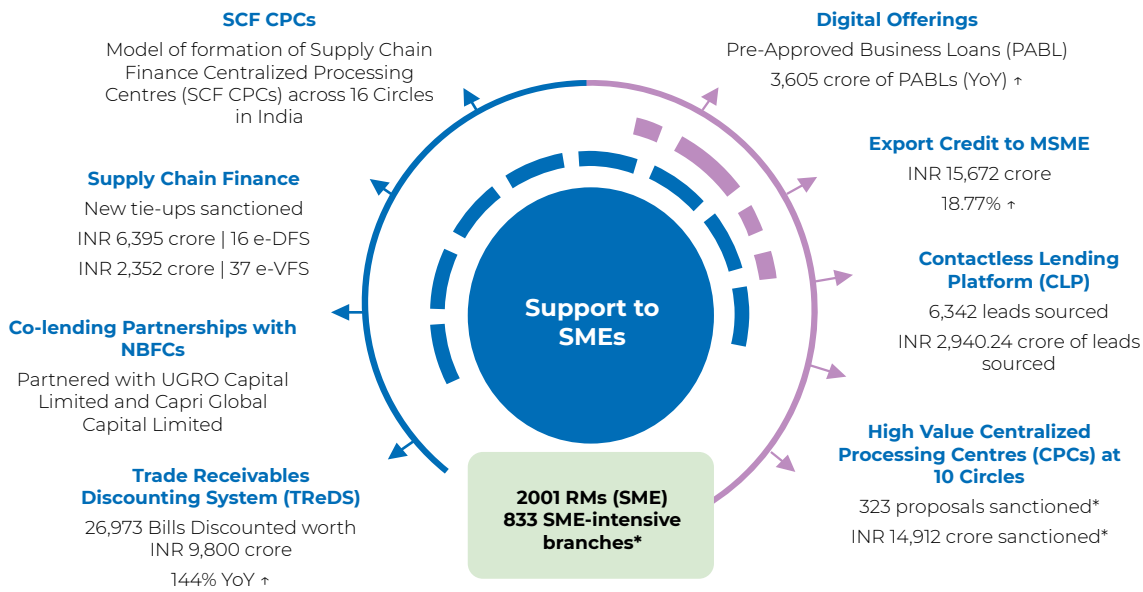 SCF CPCs
Model of formation of Supply Chain
Finance Centralized Processing
Centres (SCF CPCs) across 16 Circles
in India
Supply Chain Finance
New tie-ups sanctioned
INR 6,395 crore | 16 e-DFS
INR 2,352 crore | 37 e-VFS
Co-lending Partnerships with
NBFCs
Partnered with UGRO Capital
Limited and Capri Global
Capital Limited
Trade Receivables
Discounting System (TReDS)
26,973 Bills Discounted worth
INR 9,800 crore
144% YoY ↑
Support to
SMEs
2001 RMs (SME)
833 SME-intensive
branches*
Digital Offerings
Pre-Approved Business Loans (PABL)
3,605 crore of PABLs (YoY) ↑
Export Credit to MSME
INR 15,672 crore
18.77% ↑
Contactless Lending
Platform (CLP)
6,342 leads sourced
INR 2,940.24 crore of leads
sourced
High Value Centralized
Processing Centres (CPCs) at
10 Circles
323 proposals sanctioned*
INR 14,912 crore sanctioned*